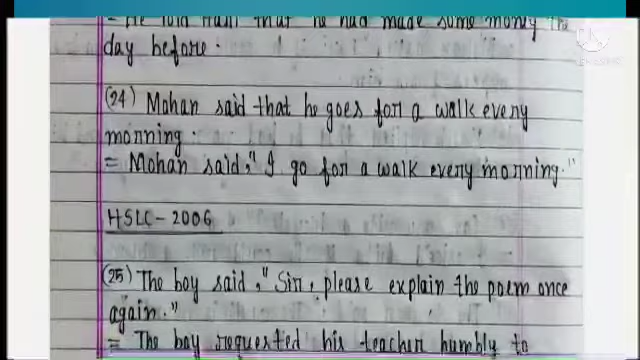 = He told Hari that he had made some money the
day before.
(24) Mohan said that he goes for a walk every
morning.
= Mohan said, "I go for a walk every morning."
HSLC - 2006
(25) The boy said, "Sir, please explain the poem once
again."
= The boy requested his teacher humbly to